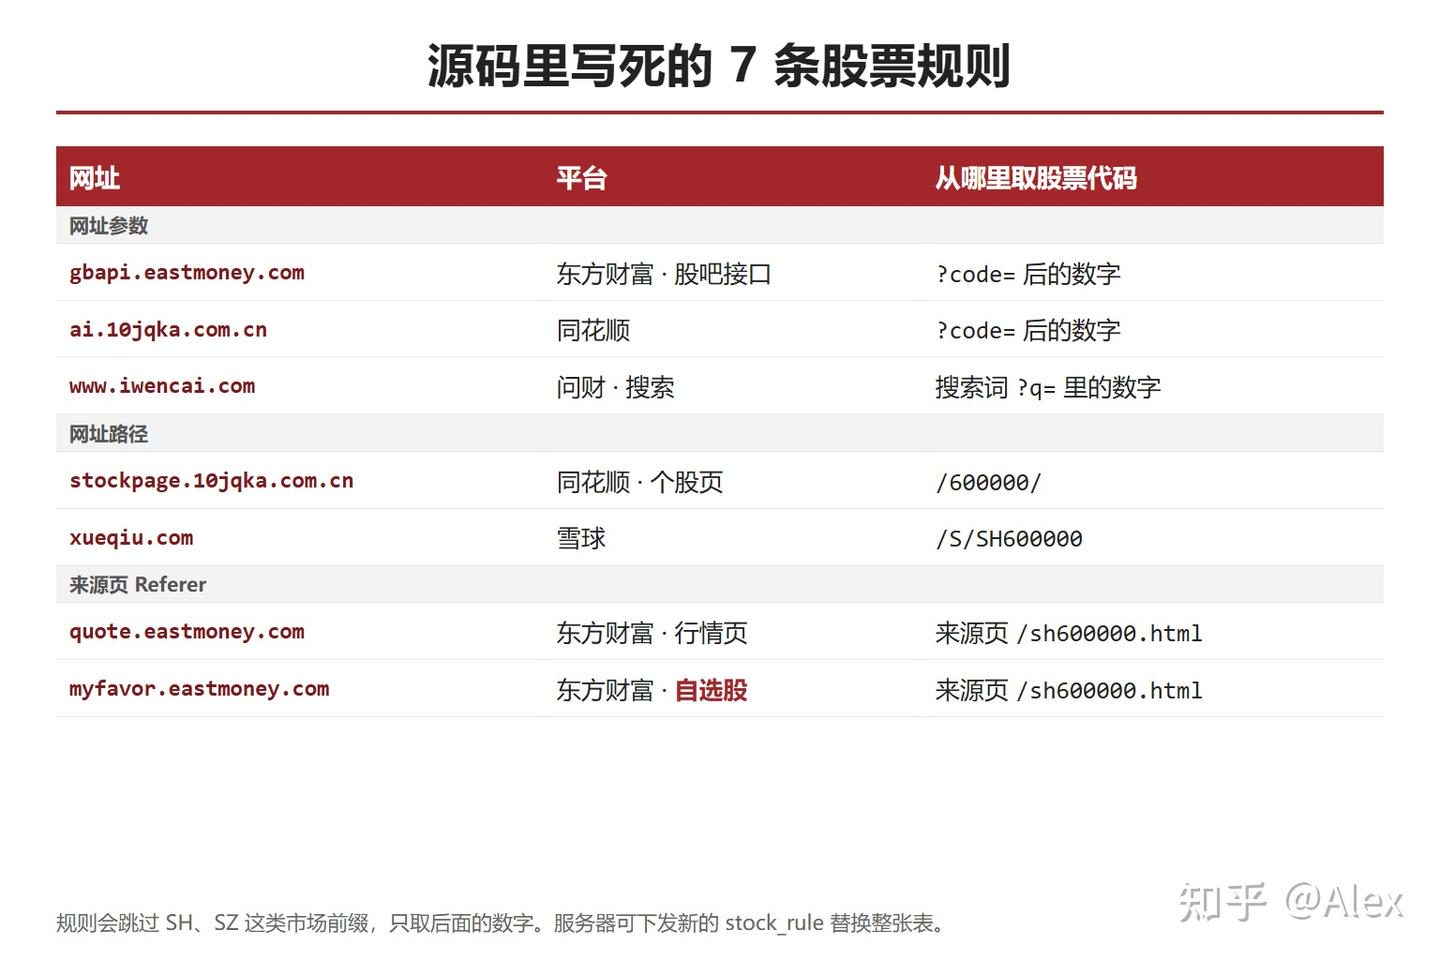 源码里写死的 7 条股票规则
网址 平台 从哪里取股票代码
网址参数
gbapi.eastmoney.com 东方财富 · 股吧接口 ?code= 后的数字
ai.10jqka.com.cn 同花顺 ?code= 后的数字
www.iwencai.com 问财 · 搜索 搜索词 ?q= 里的数字
网址路径
stockpage.10jqka.com.cn 同花顺 · 个股页 /600000/
xueqiu.com 雪球 /S/SH600000
来源页 Referer
quote.eastmoney.com 东方财富 · 行情页 来源页 /sh600000.html
myfavor.eastmoney.com 东方财富 · 自选股 来源页 /sh600000.html
规则会跳过 SH、SZ 这类市场前缀，只取后面的数字。服务器可下发新的 stock_rule 替换整张表。
知乎 @Alex